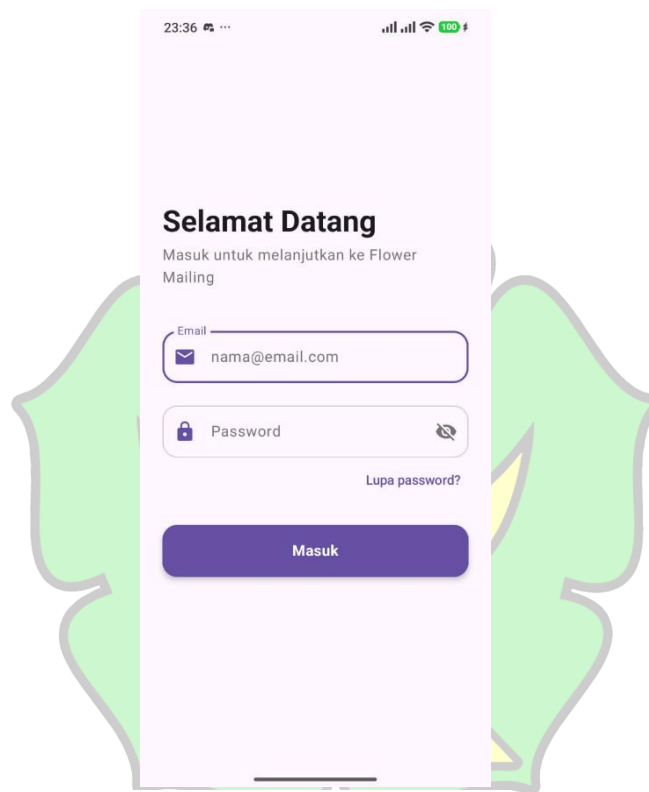 23:36
100
Selamat Datang
Masuk untuk melanjutkan ke Flower
Mailing
Email
nama@email.com
Password
Lupa password?
Masuk